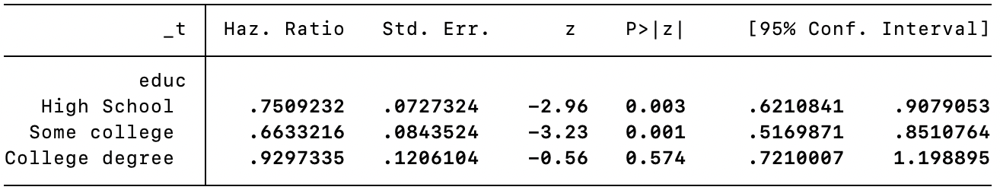 _t Haz. Ratio Std. Err. z P>|z| [95% Conf. Interval]
educ
High School .7509232 .0727324 -2.96 0.003 .6210841 .9079053
Some college .6633216 .0843524 -3.23 0.001 .5169871 .8510764
College degree .9297335 .1206104 -0.56 0.574 .7210007 1.198895